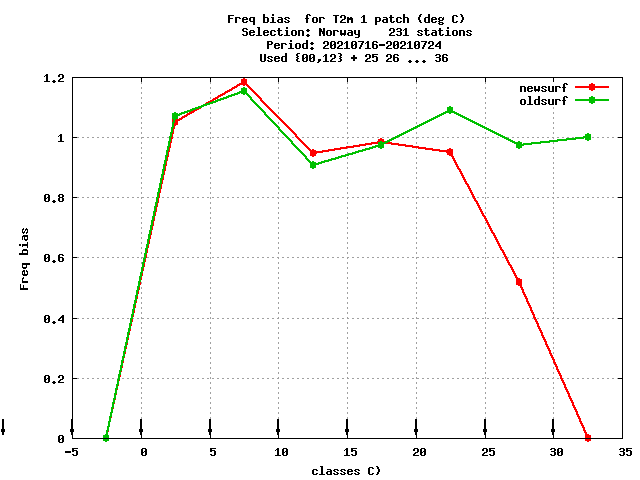 Freq bias  for T2m 1 patch (deg C)
Selection: Norway    231 stations
Period: 20210716-20210724
Used {00,12} + 25 26 ... 36
newsurf
oldsurf
Freq bias
1.2
1
0.8
0.6
0.4
0.2
0
-5 0 5 10 15 20 25 30 35
classes C)